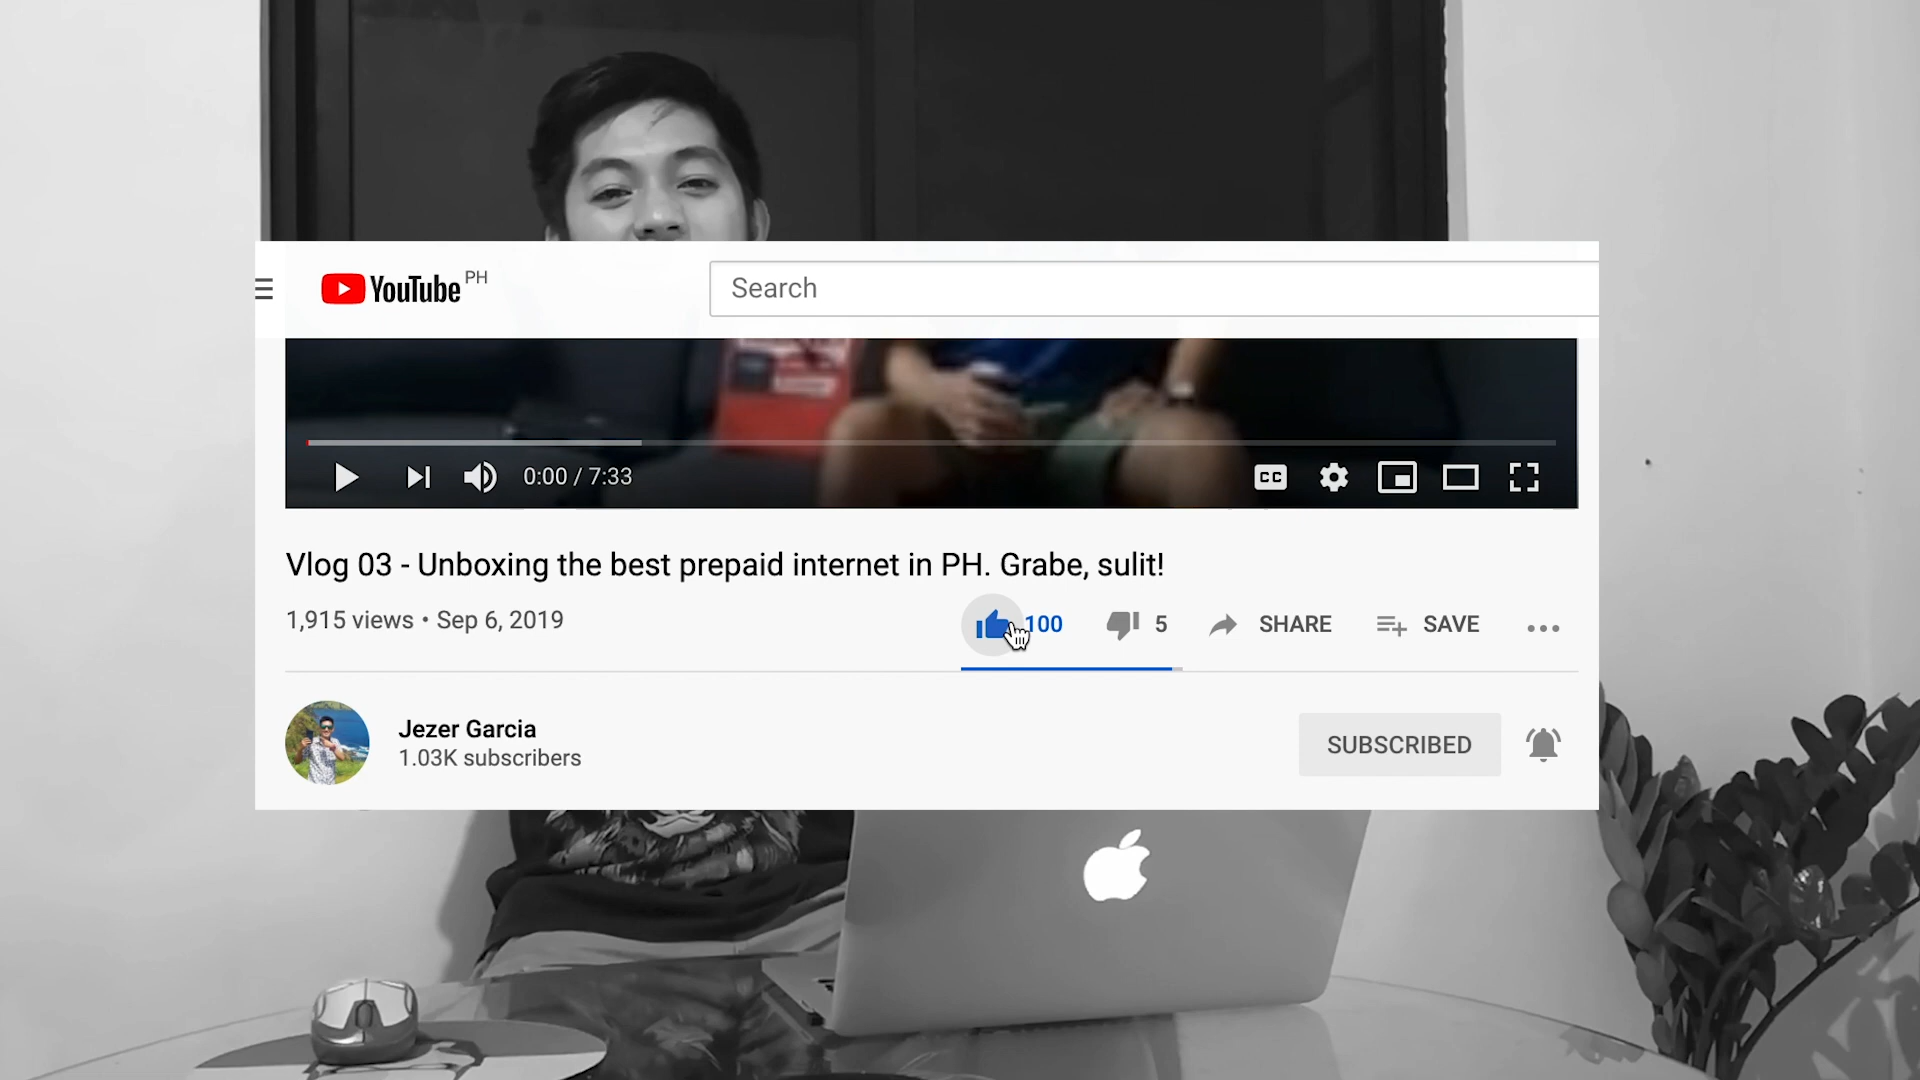 YouTube PH
Search
0:00 / 7:33
CC
Vlog 03 - Unboxing the best prepaid internet in PH. Grabe, sulit!
1,915 views • Sep 6, 2019
100
5
SHARE
SAVE
Jezer Garcia
1.03K subscribers
SUBSCRIBED